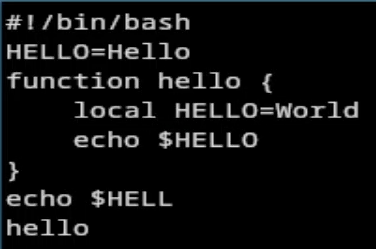 #!/bin/bash
HELLO=Hello
function hello {
    local HELLO=World
    echo $HELLO
}
echo $HELL
hello